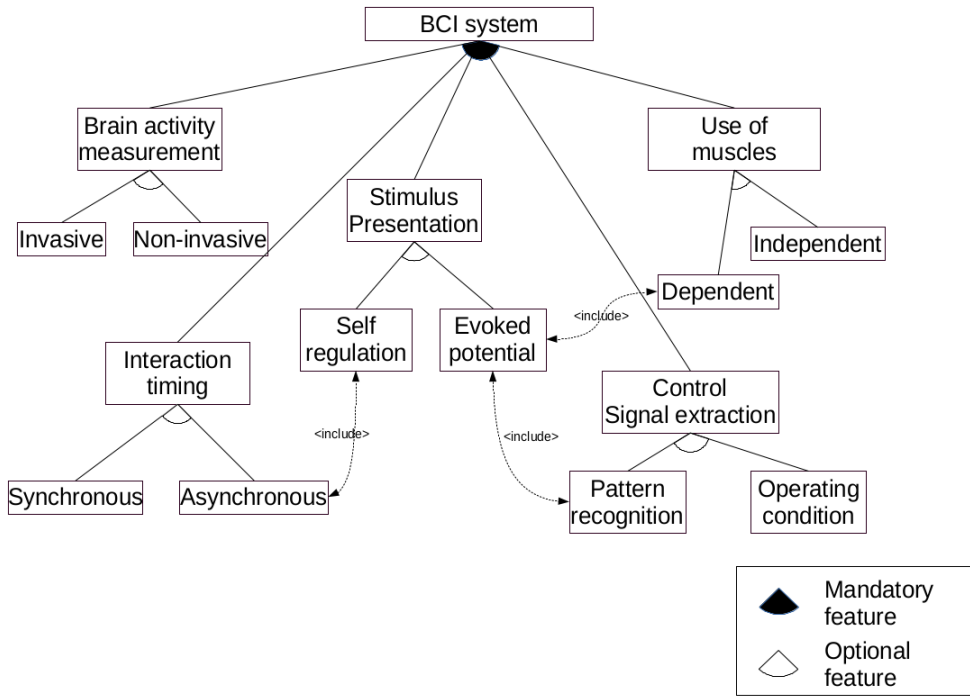 BCI system
Brain activity
measurement
Use of
muscles
Stimulus
Presentation
Invasive
Non-invasive
Independent
Dependent
<include>
Self
regulation
Evoked
potential
Interaction
timing
Control
Signal extraction
<include>
<include>
Synchronous
Asynchronous
Pattern
recognition
Operating
condition
Mandatory
feature
Optional
feature